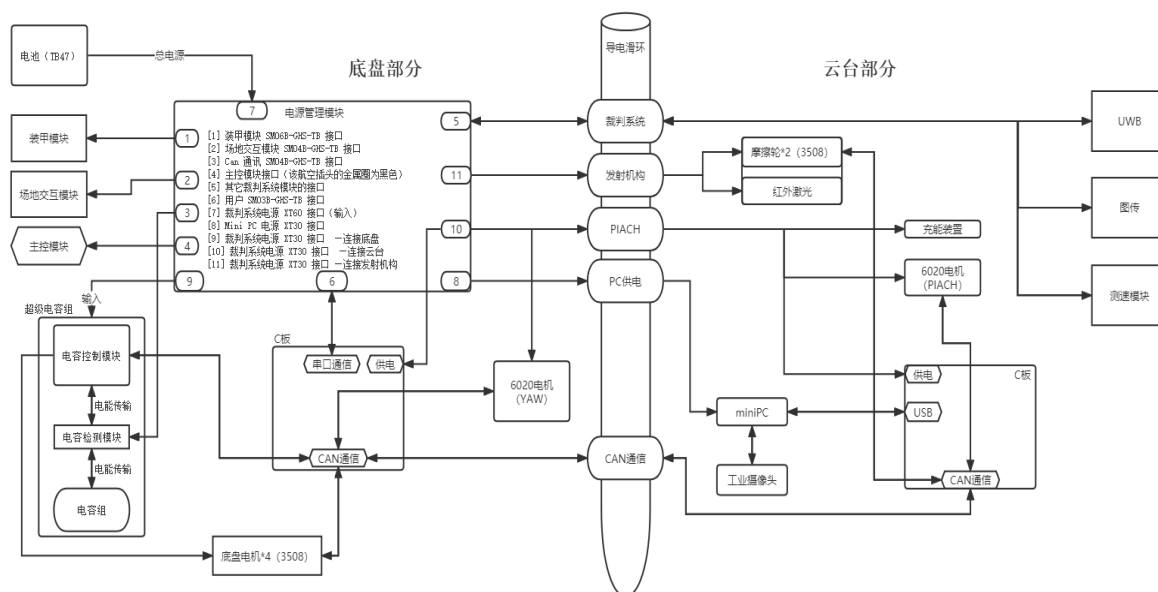 电池（TB47）
总电源
底盘部分
导电滑环
云台部分
7
电源管理模块
[1] 装甲模块 SM06B-GHS-TB 接口
[2] 场地交互模块 SM04B-GHS-TB 接口
[3] Can 通讯 SM04B-GHS-TB 接口
[4] 主控模块接口（该航空插头的金属圈为黑色）
[5] 其它裁判系统模块的接口
[6] 用户 SM03B-GHS-TB 接口
[7] 裁判系统电源 XT60 接口（输入）
[8] Mini PC 电源 XT30 接口
[9] 裁判系统电源 XT30 接口 —连接底盘
[10] 裁判系统电源 XT30 接口 —连接云台
[11] 裁判系统电源 XT30 接口 —连接发射机构
1
2
3
4
9
6
5
11
10
8
装甲模块
场地交互模块
主控模块
输入
超级电容组
电容控制模块
电能传输
电容检测模块
电能传输
电容组
C板
串口通信
供电
CAN通信
6020电机
（YAW）
底盘电机*4（3508）
裁判系统
发射机构
PIACH
PC供电
CAN通信
摩擦轮*2（3508）
红外激光
充能装置
6020电机
（PIACH）
UWB
图传
测速模块
miniPC
工业摄像头
供电
C板
USB
CAN通信